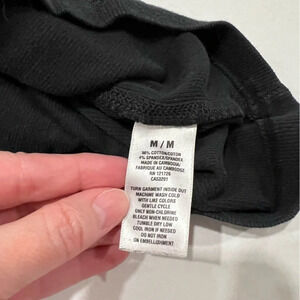 M / M
96% COTTON/COTON
4% SPANDEX/SPANDEX
MADE IN CAMBODIA/
FABRIQUE AU CAMBODGE
RN 121726
CA53201
TURN GARMENT INSIDE OUT
MACHINE WASH COLD
WITH LIKE COLORS
GENTLE CYCLE
ONLY NON-CHLORINE
BLEACH WHEN NEEDED
TUMBLE DRY LOW
COOL IRON IF NEEDED
DO NOT IRON
ON EMBELLISHMENT